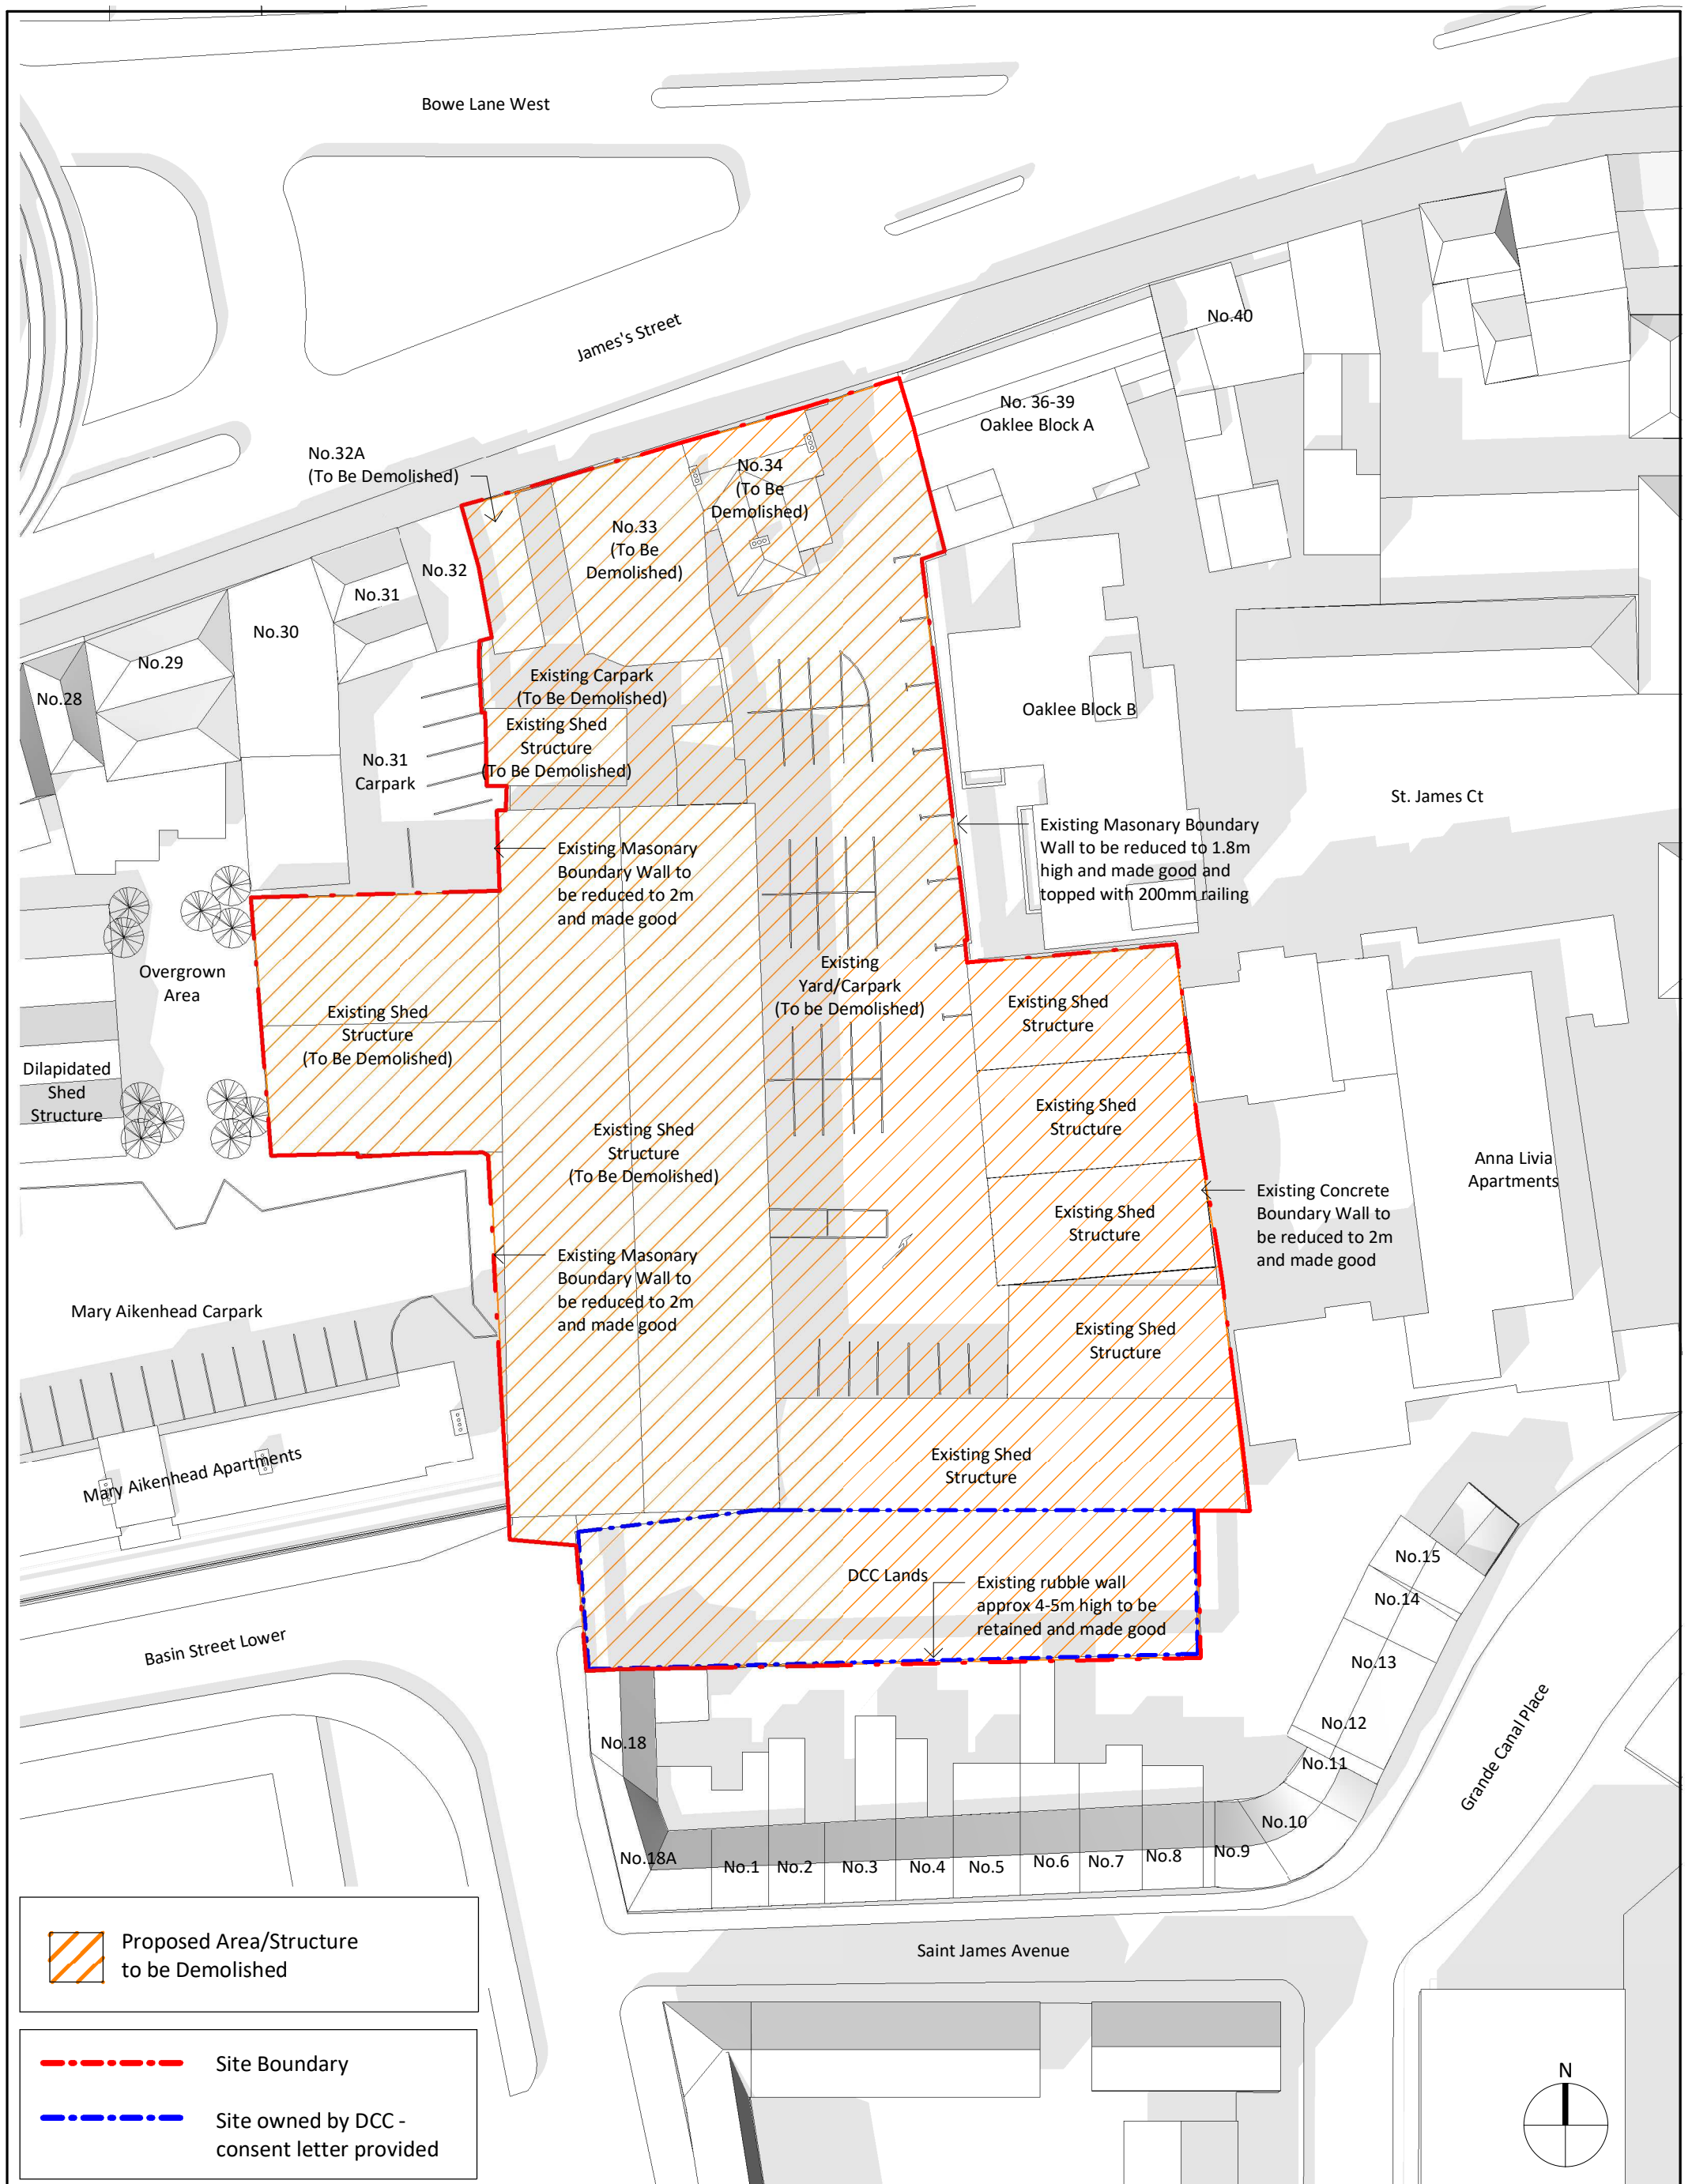 Bowe Lane West
James's Street
No.40
No. 36-39
Oaklee Block A
No.32A
(To Be Demolished)
No.34
(To Be
Demolished)
No.33
(To Be
Demolished)
No.32
No.31
No.30
No.29
No.28
Existing Carpark
(To Be Demolished)
Existing Shed
Structure
(To Be Demolished)
No.31
Carpark
Oaklee Block B
St. James Ct
Existing Masonary
Boundary Wall to
be reduced to 2m
and made good
Existing Masonary Boundary
Wall to be reduced to 1.8m
high and made good and
topped with 200mm railing
Overgrown
Area
Existing
Yard/Carpark
(To be Demolished)
Existing Shed
Structure
Existing Shed
Structure
(To Be Demolished)
Dilapidated
Shed
Structure
Existing Shed
Structure
Existing Shed
Structure
(To Be Demolished)
Anna Livia
Apartments
Existing Concrete
Boundary Wall to
be reduced to 2m
and made good
Existing Shed
Structure
Existing Masonary
Boundary Wall to
be reduced to 2m
and made good
Mary Aikenhead Carpark
Existing Shed
Structure
Existing Shed
Structure
Mary Aikenhead Apartments
DCC Lands
Existing rubble wall
approx 4-5m high to be
retained and made good
Basin Street Lower
No.15
No.14
No.13
No.12
No.11
No.10
Grande Canal Place
No.18
No.18A
No.1
No.2
No.3
No.4
No.5
No.6
No.7
No.8
No.9
Saint James Avenue
Proposed Area/Structure
to be Demolished
Site Boundary
Site owned by DCC -
consent letter provided
N